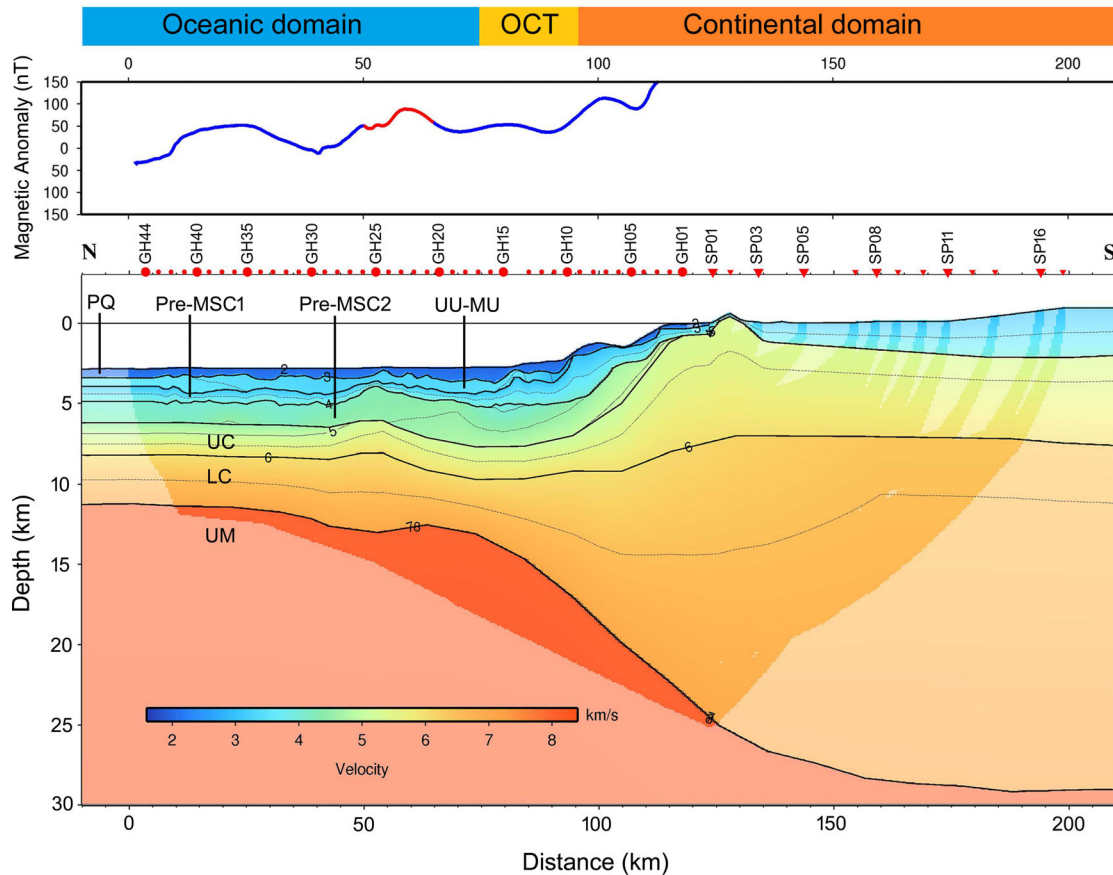 Oceanic domain OCT Continental domain
0 50 100 150 200
Magnetic Anomaly (nT)
150
100
50
0
50
100
150
GH44 GH40 GH35 GH30 GH25 GH20 GH15 GH10 GH05 GH01 SP01 SP03 SP05 SP08 SP11 SP16
N S
PQ Pre-MSC1 Pre-MSC2 UU-MU
Depth (km)
0
5
10
15
20
25
30
2
3
4
5
6
6
UC
LC
UM
78
km/s
2 3 4 5 6 7 8
Velocity
0 50 100 150 200
Distance (km)